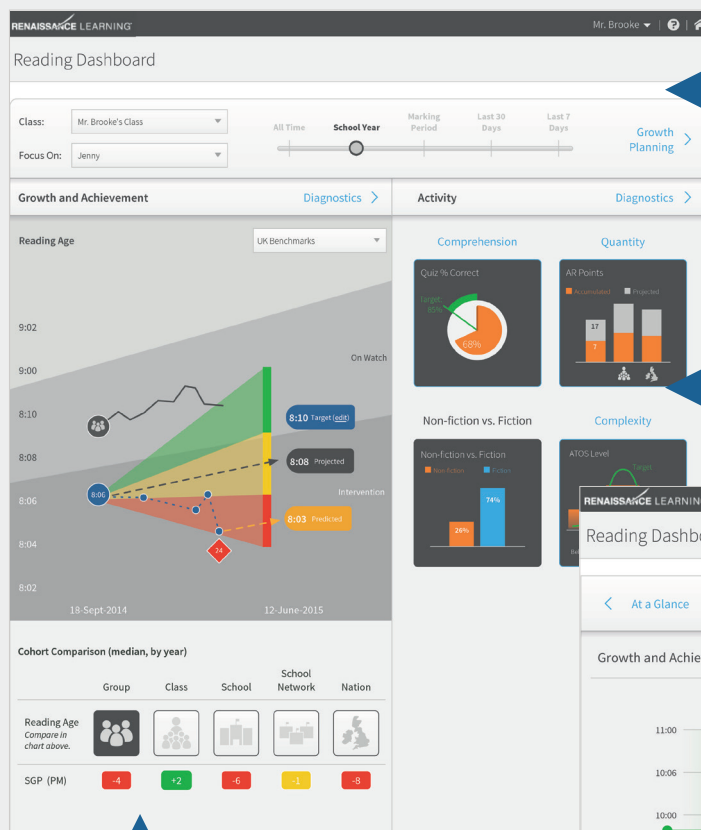 RENAISSANCE LEARNING
Mr. Brooke
Reading Dashboard
Class:
Mr. Brooke's Class
Focus On:
Jenny
All Time
School Year
Marking
Period
Last 30
Days
Last 7
Days
Growth
Planning
Growth and Achievement
Diagnostics
Reading Age
UK Benchmarks
9:02
9:00
8:10
8:08
8:06
8:04
8:02
On Watch
8:10 Target (edit)
8:08 Projected
Intervention
8:03 Predicted
8:06
24
18-Sept-2014
12-June-2015
Cohort Comparison (median, by year)
Group
Class
School
School
Network
Nation
Reading Age
Compare in
chart above.
SGP (PM)
-4
+2
-6
-1
-8
Activity
Diagnostics
Comprehension
Quantity
Quiz % Correct
Target:
85%
68%
AR Points
Accumulated
Projected
17
7
Non-fiction vs. Fiction
Complexity
Non-fiction vs. Fiction
Non-Fiction
Fiction
26%
74%
ATOS Level
Target
RENAISSANCE LEARNING
Reading Dashbo
At a Glance
Growth and Achie
11:00
10:06
10:00